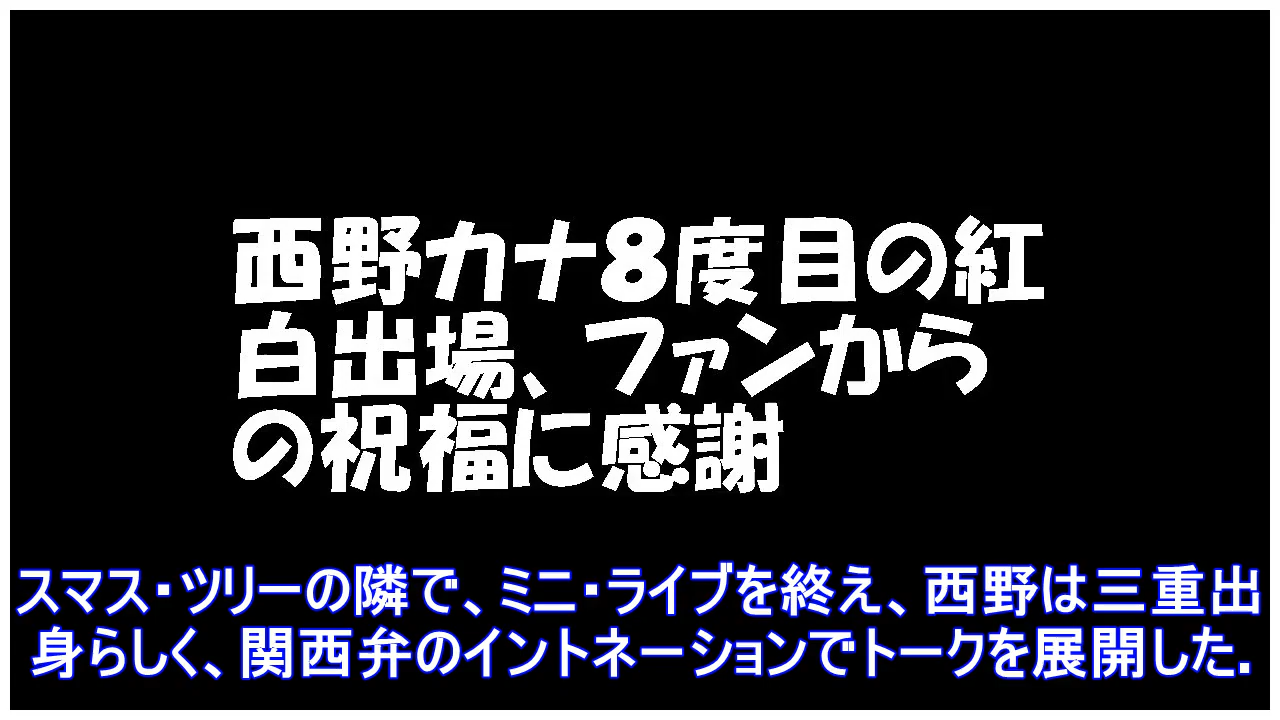 西野カナ8度目の紅
白出場、ファンから
の祝福に感謝
スマス・ツリーの隣で、ミニ・ライブを終え、西野は三重出
身らしく、関西弁のイントネーションでトークを展開した.